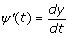 ψ'(t) = dy/dt